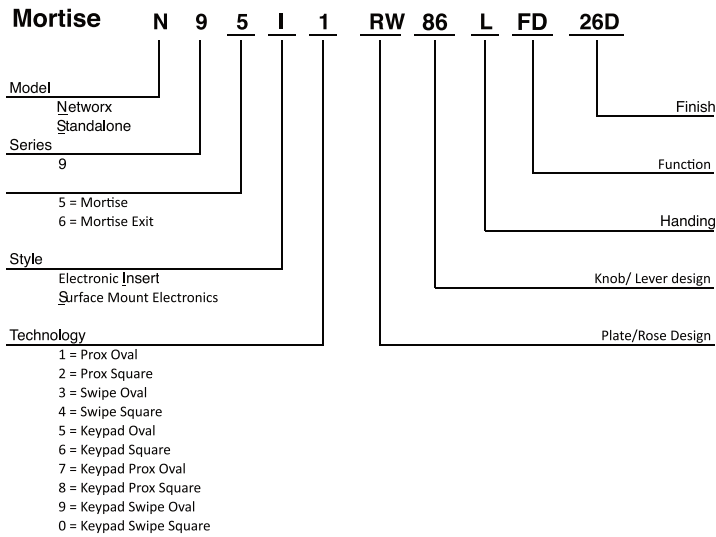 Mortise N 9 5 I 1 RW 86 L FD 26D
Model
Networx
Standalone
Series
9
5 = Mortise
6 = Mortise Exit
Style
Electronic Insert
Surface Mount Electronics
Technology
1 = Prox Oval
2 = Prox Square
3 = Swipe Oval
4 = Swipe Square
5 = Keypad Oval
6 = Keypad Square
7 = Keypad Prox Oval
8 = Keypad Prox Square
9 = Keypad Swipe Oval
0 = Keypad Swipe Square
Finish
Function
Handing
Knob/ Lever design
Plate/Rose Design